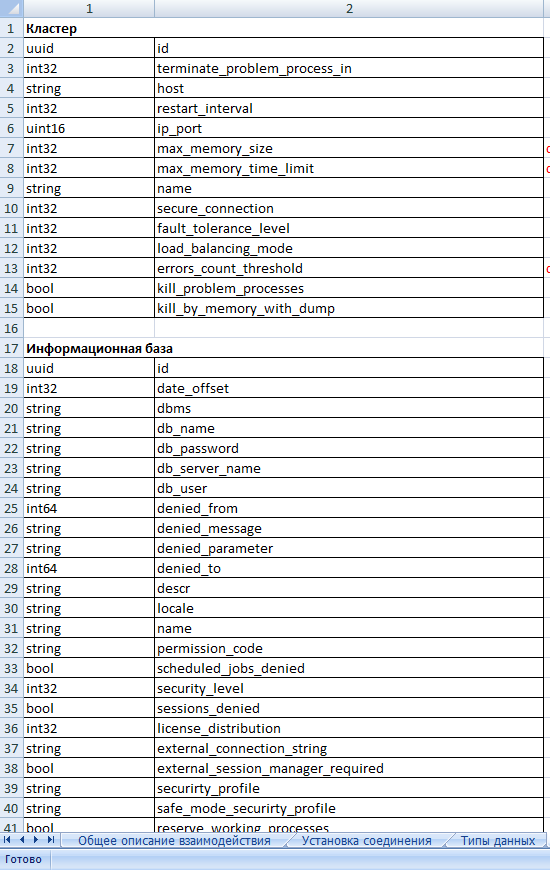 1 2
1 Кластер
2 uuid id
3 int32 terminate_problem_process_in
4 string host
5 int32 restart_interval
6 uint16 ip_port
7 int32 max_memory_size
8 int32 max_memory_time_limit
9 string name
10 int32 secure_connection
11 int32 fault_tolerance_level
12 int32 load_balancing_mode
13 int32 errors_count_threshold
14 bool kill_problem_processes
15 bool kill_by_memory_with_dump
16
17 Информационная база
18 uuid id
19 int32 date_offset
20 string dbms
21 string db_name
22 string db_password
23 string db_server_name
24 string db_user
25 int64 denied_from
26 string denied_message
27 string denied_parameter
28 int64 denied_to
29 string descr
30 string locale
31 string name
32 string permission_code
33 bool scheduled_jobs_denied
34 int32 security_level
35 bool sessions_denied
36 int32 license_distribution
37 string external_connection_string
38 bool external_session_manager_required
39 string securirty_profile
40 string safe_mode_securirty_profile
41 bool reserve_working_processes
Общее описание взаимодействия Установка соединения Типы данных
Готово